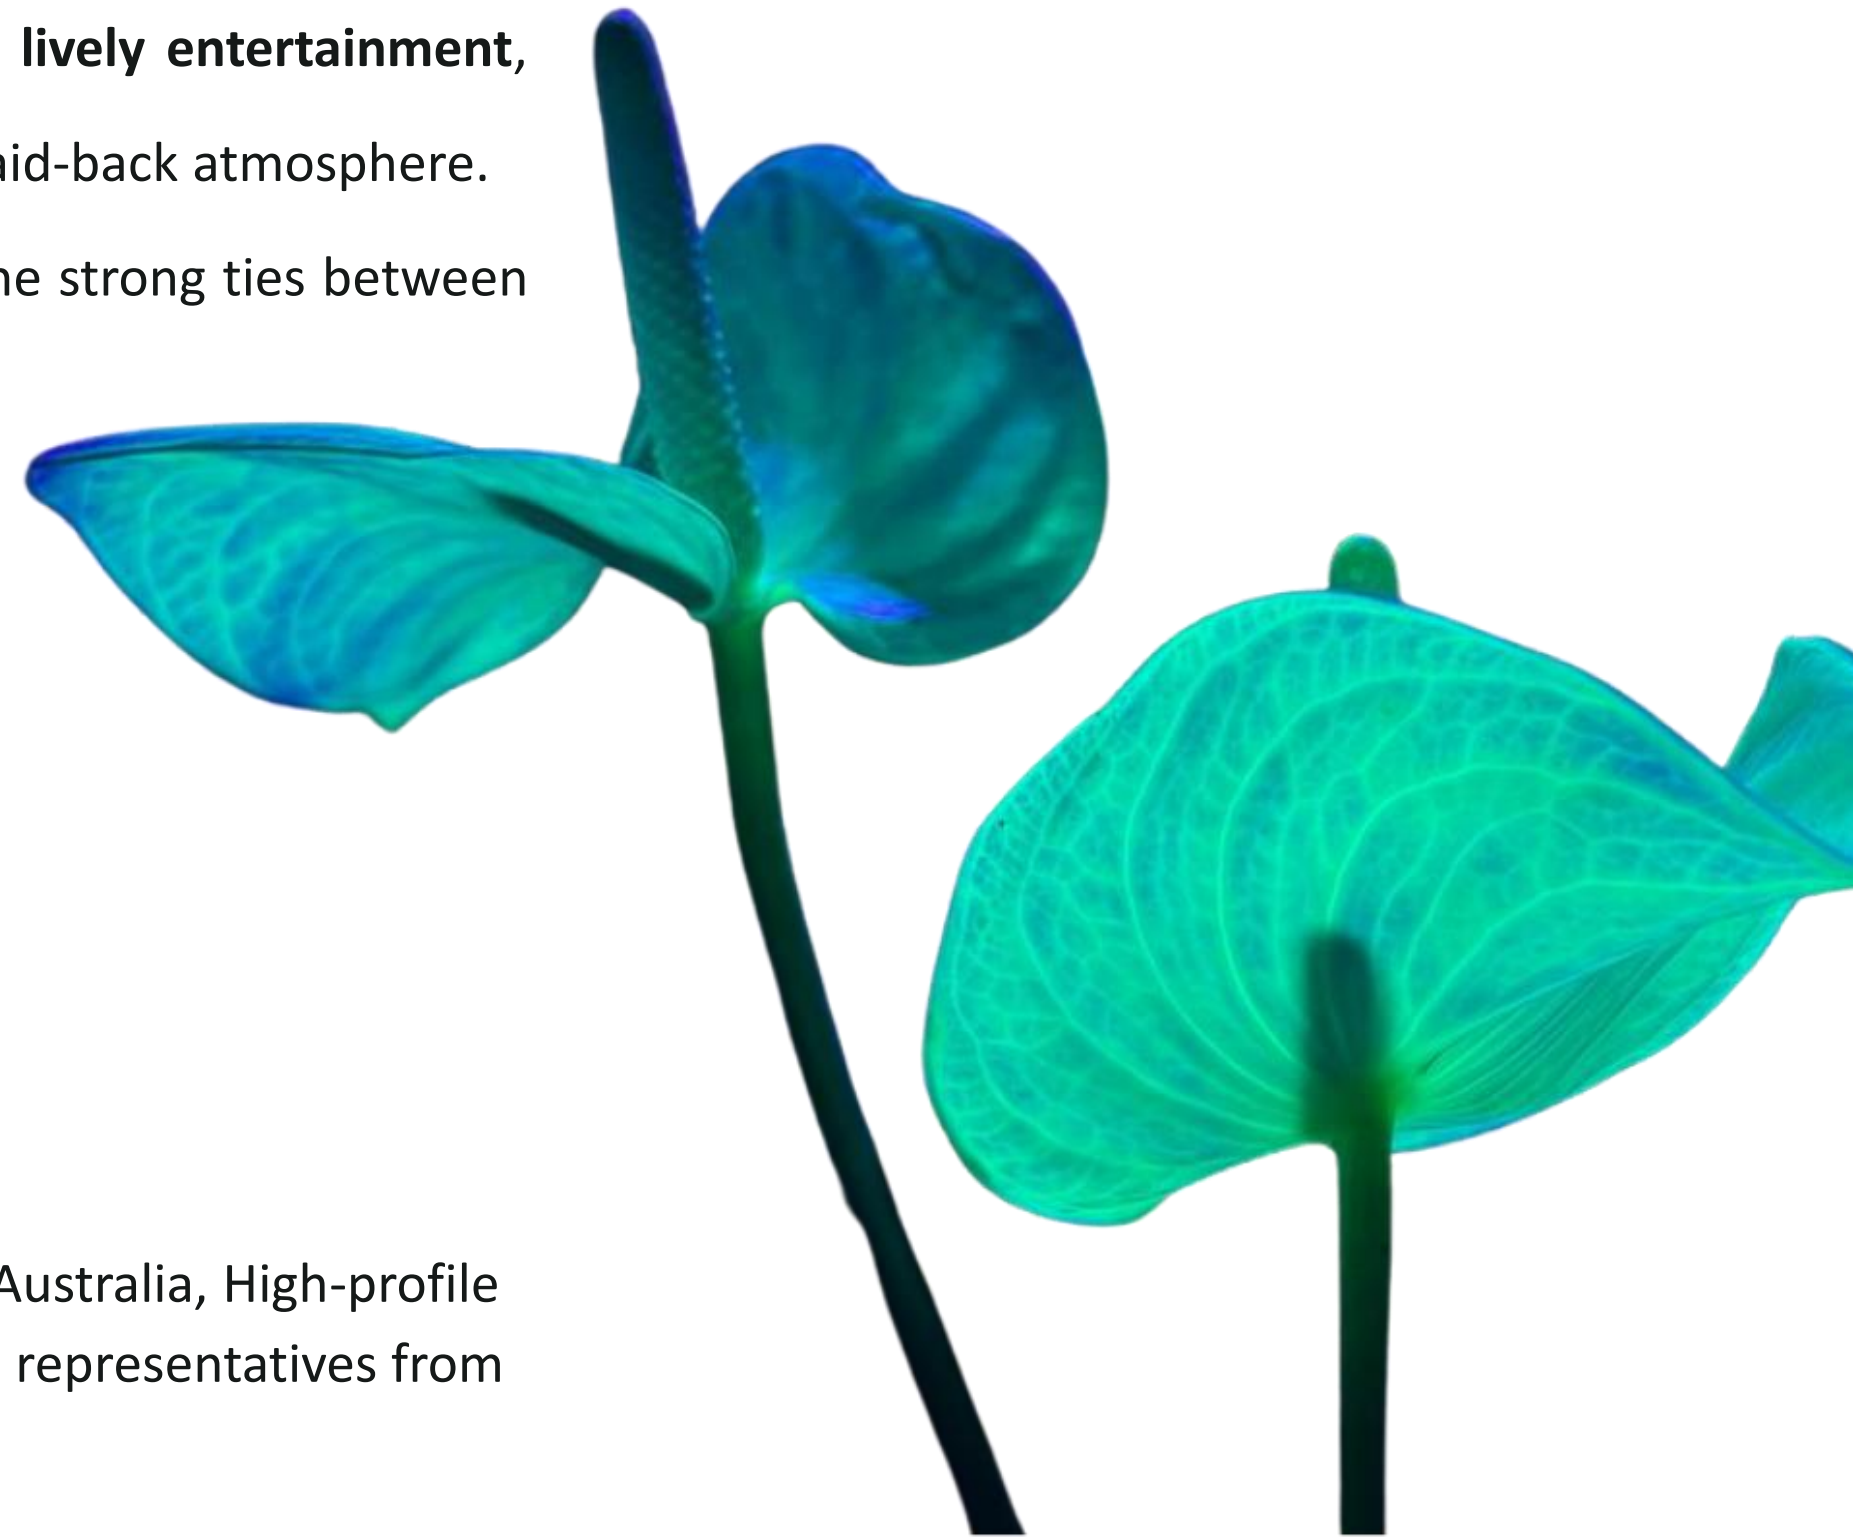 lively entertainment,
aid-back atmosphere.
he strong ties between
Australia, High-profile
representatives from